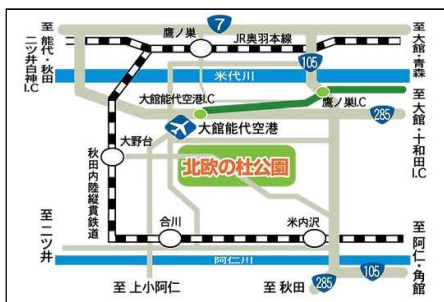 至 能代・秋田
二ツ井白神I.C
鷹ノ巣
7
JR奥羽本線
105
至 大館・青森
米代川
大館能代空港I.C
鷹ノ巣I.C
285
至 大館・十和田I.C
大館能代空港
大野台
秋田内陸縦貫鉄道
北欧の杜公園
至 二ツ井
合川
米内沢
至 阿仁・角館
阿仁川
至 上小阿仁
至 秋田
285
105